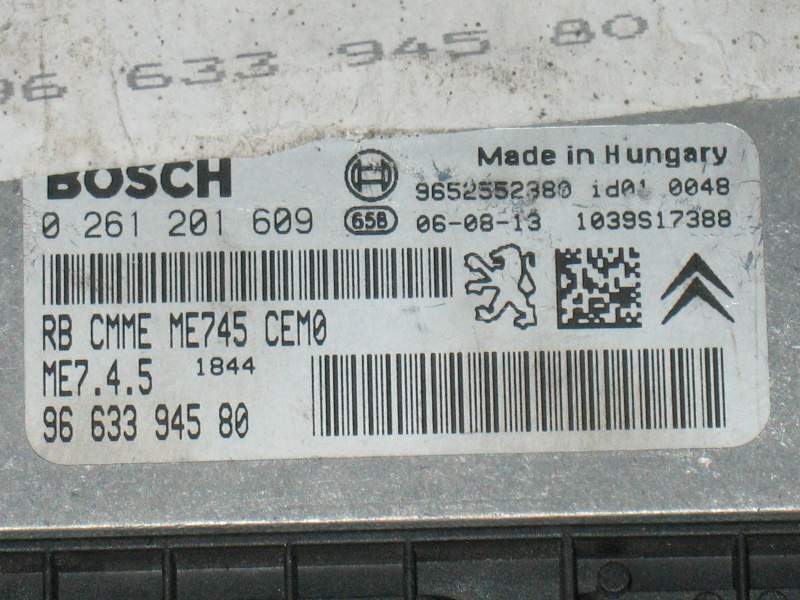 96 633 945 80
BOSCH
Made in Hungary
9652552380 id01 0048
0 261 201 609
658
06-08-13 1039S17388
RB CMME ME745 CEM0
ME7.4.5 1844
96 633 945 80